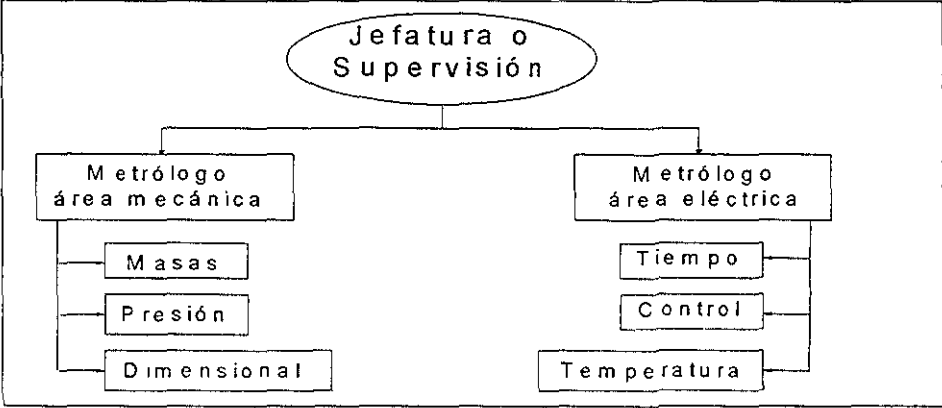 Jefatura o
Supervisión
Metrólogo
área mecánica
Masas
Presión
Dimensional
Metrólogo
área eléctrica
Tiempo
Control
Temperatura